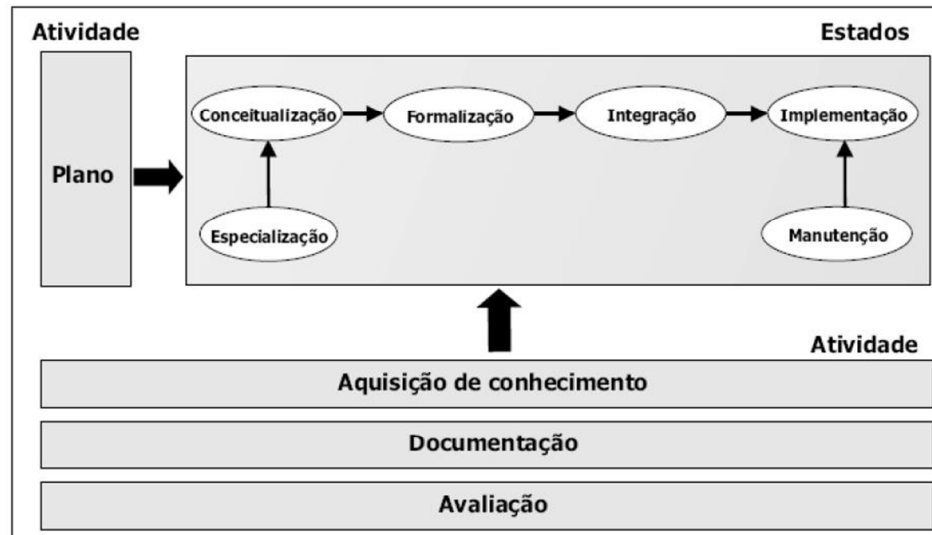 Atividade
Estados
Conceitualização
Formalização
Integração
Implementação
Plano
Especialização
Manutenção
Atividade
Aquisição de conhecimento
Documentação
Avaliação